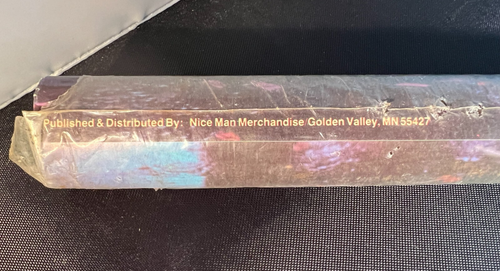 Published & Distributed By: Nice Man Merchandise/Golden Valley, MN 55427